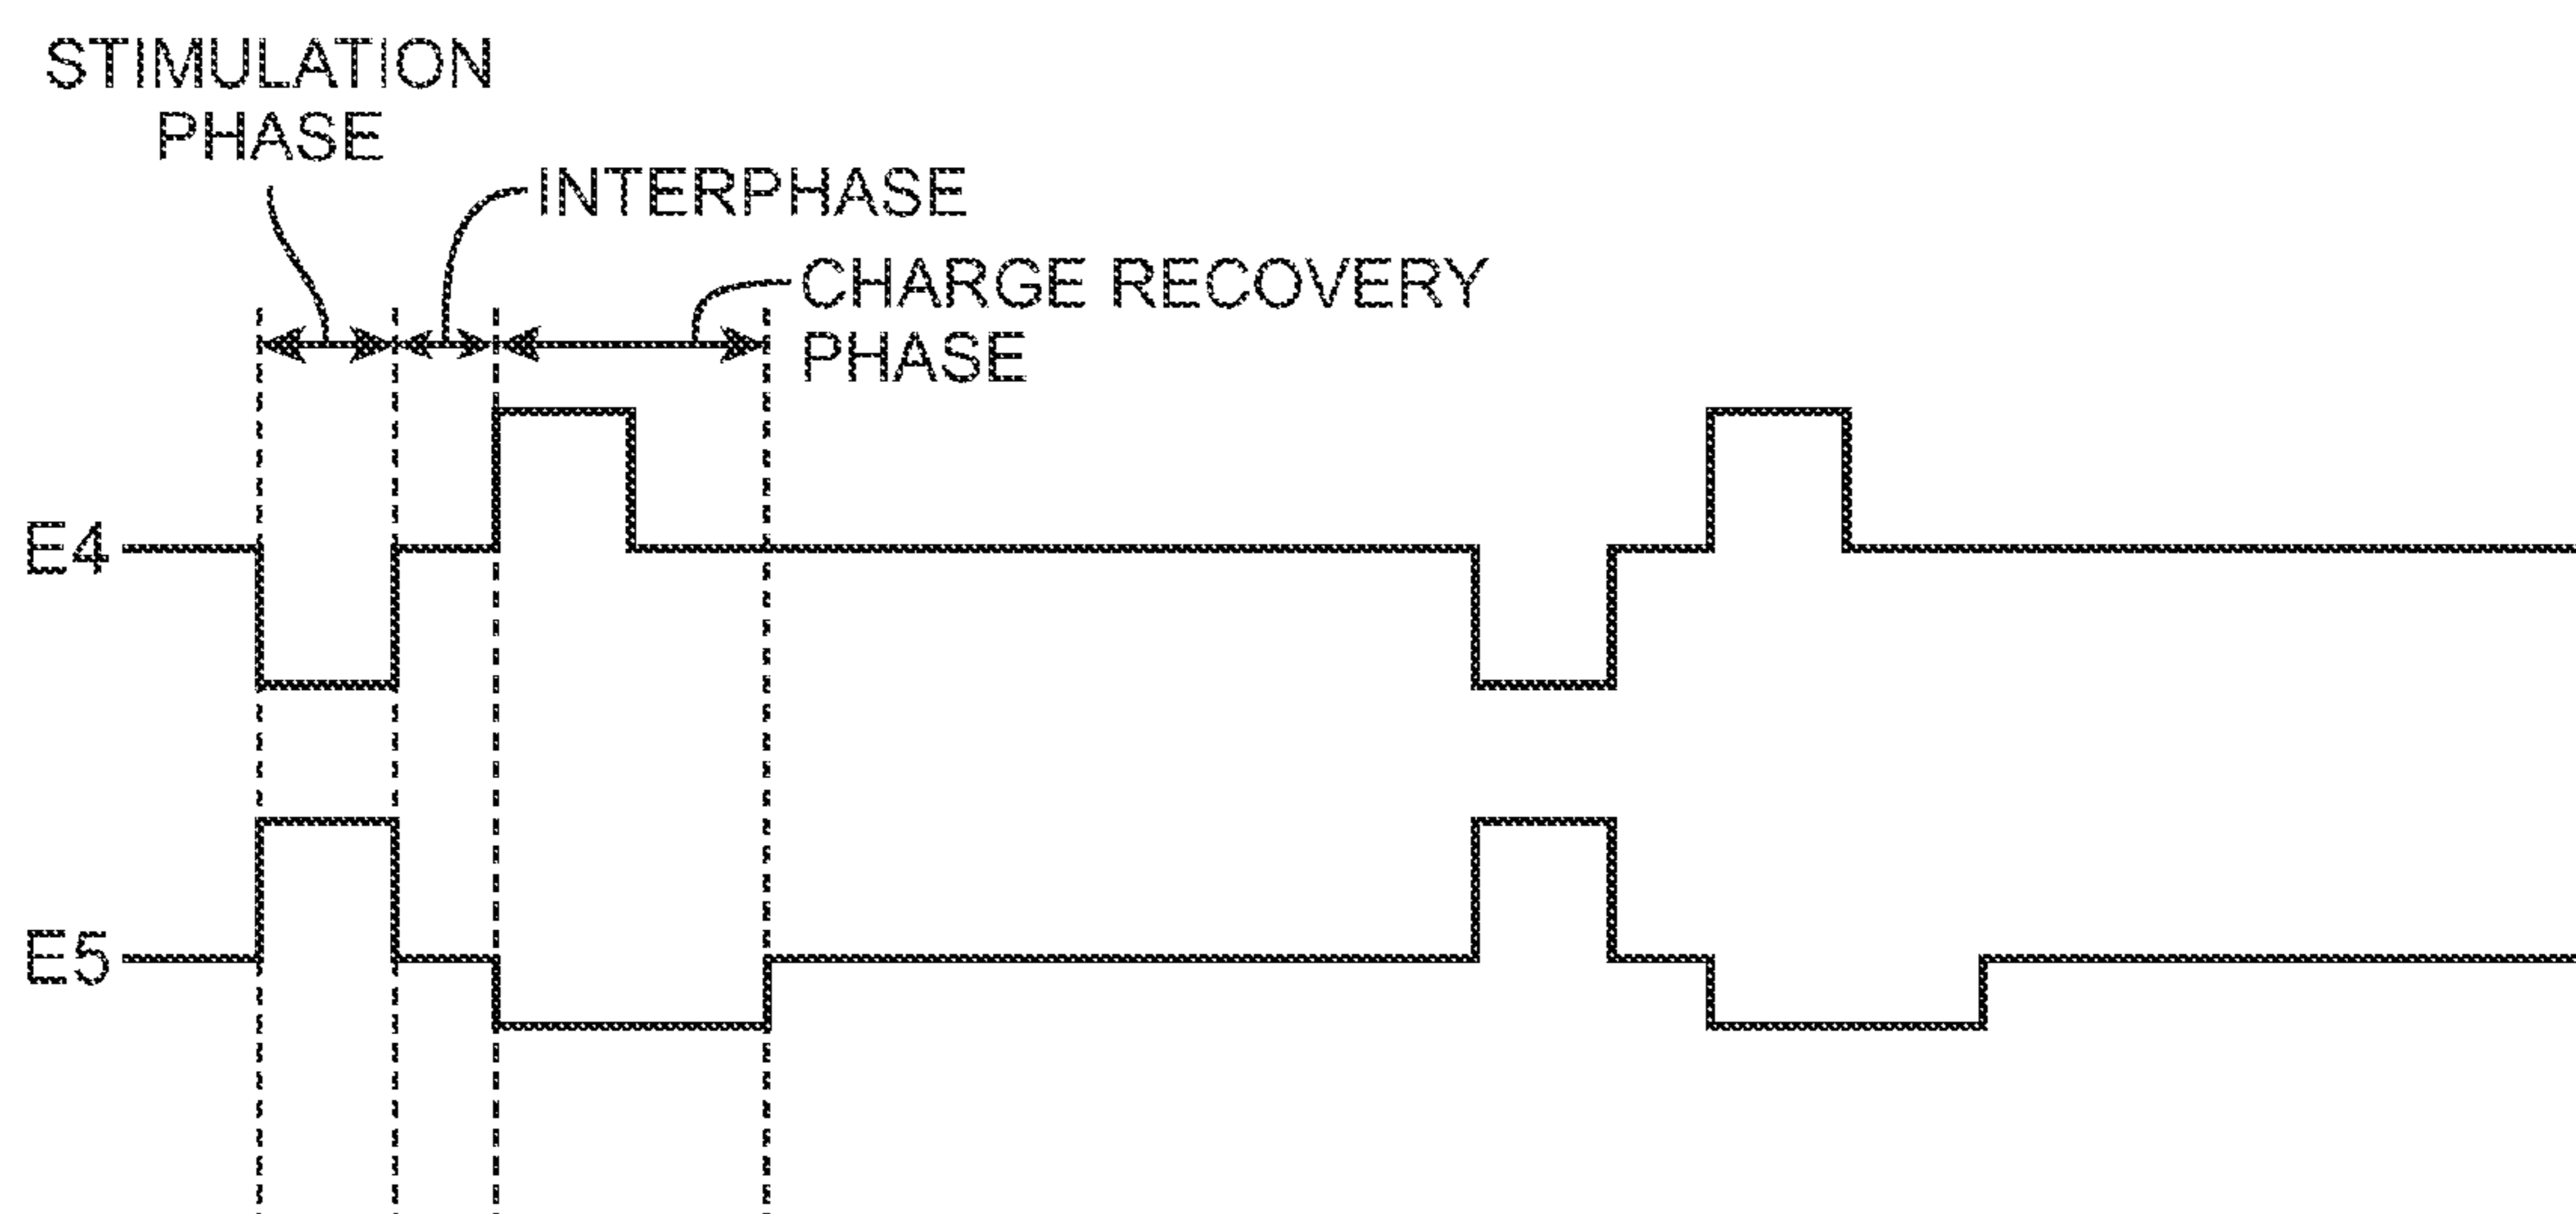 STIMULATION
PHASE
INTERPHASE
CHARGE RECOVERY
PHASE
E4
E5